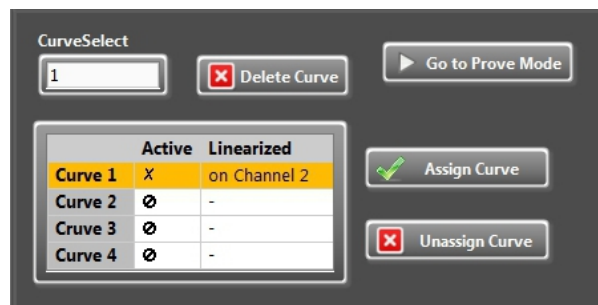 CurveSelect
1
Delete Curve
Go to Prove Mode
Active Linearized
Curve 1 X on Channel 2
Curve 2 ⊘ -
Cruve 3 ⊘ -
Curve 4 ⊘ -
Assign Curve
Unassign Curve